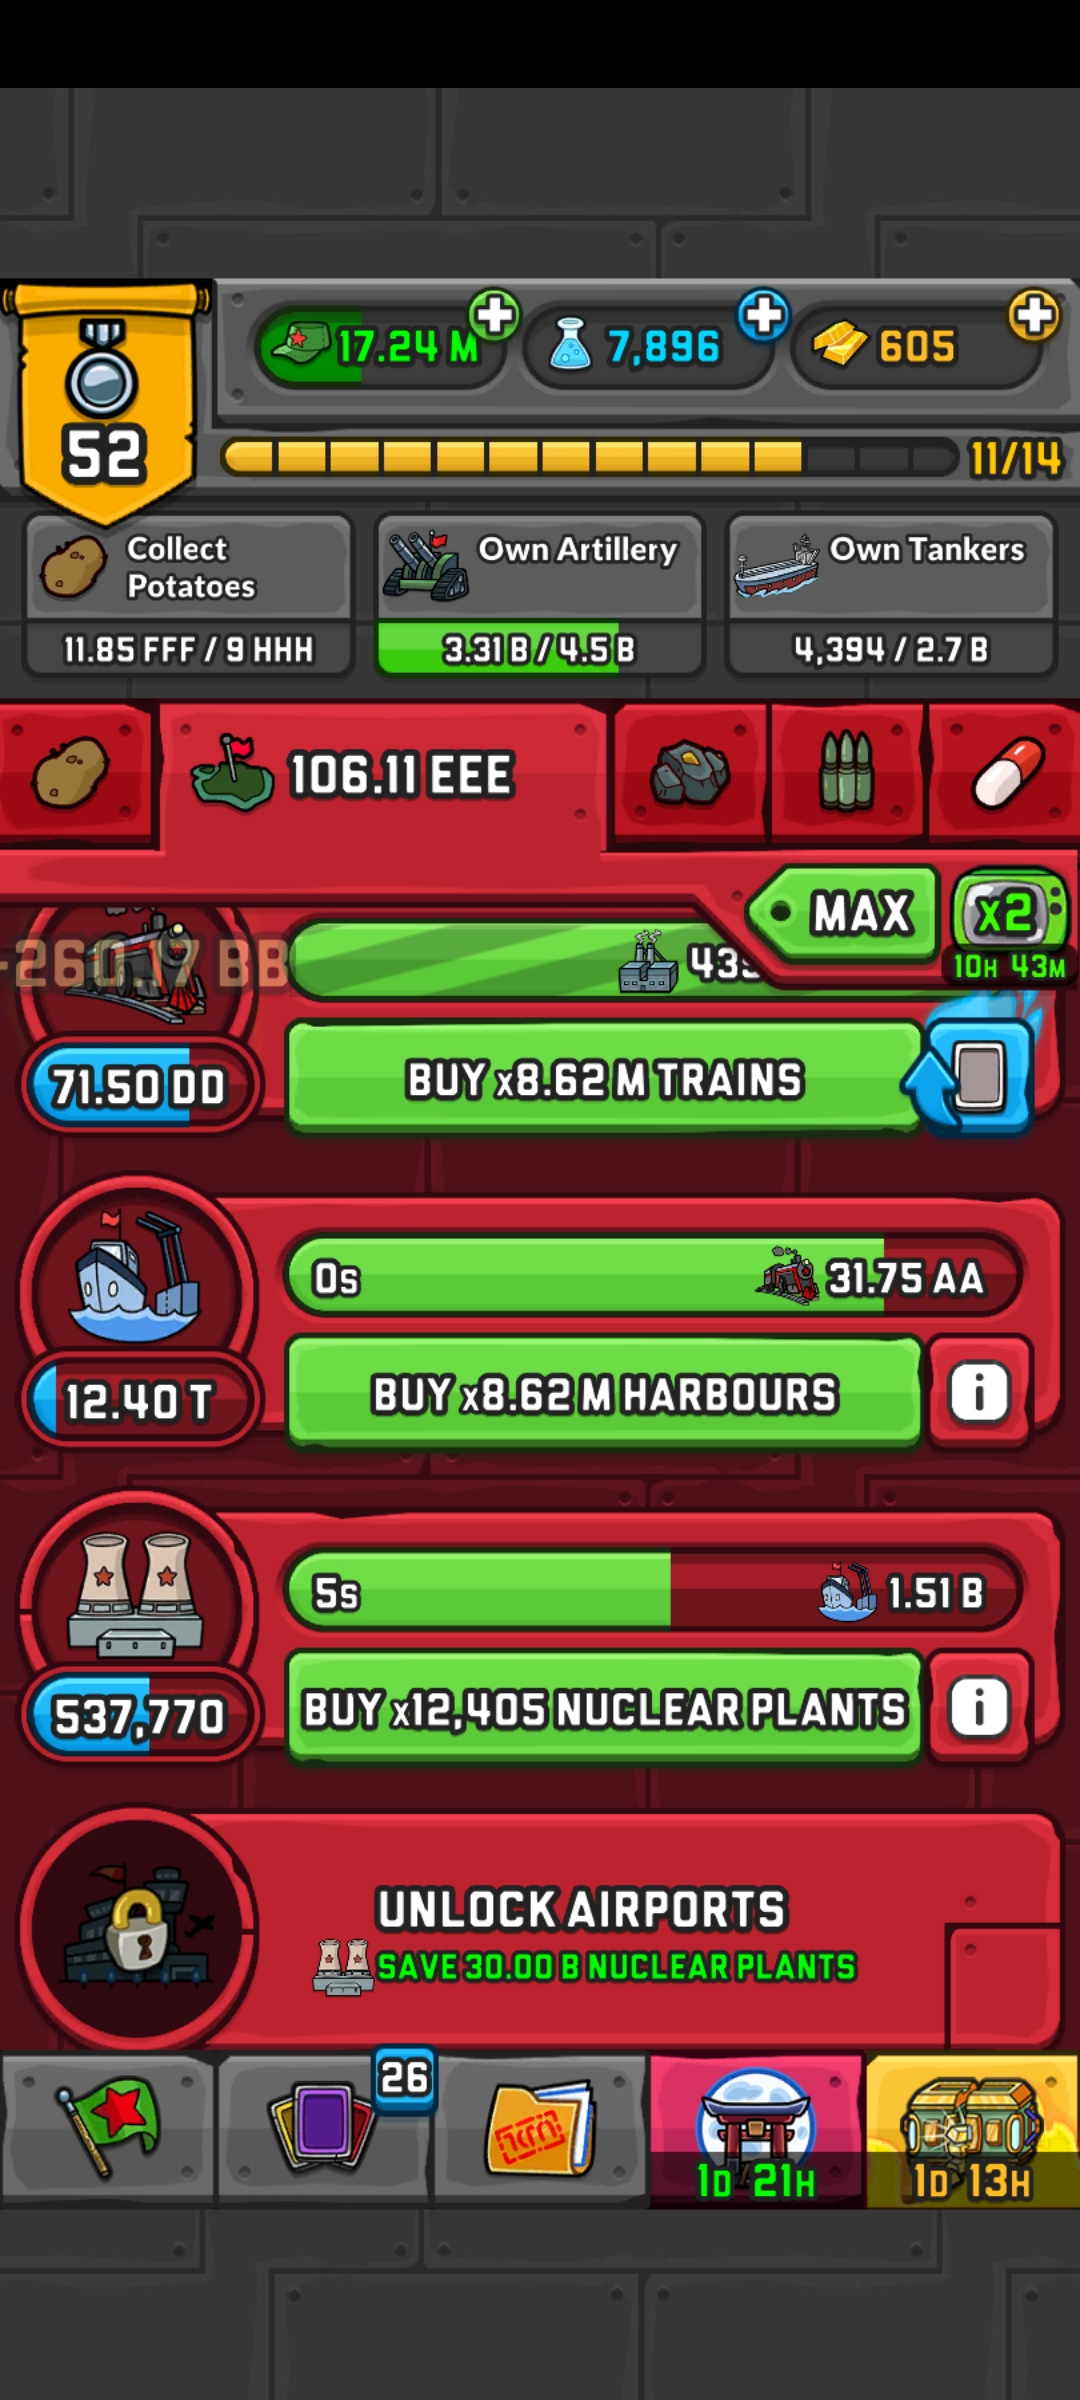 17.24 M
7,896
605
52
11/14
Collect
Potatoes
11.85 FFF / 9 HHH
Own Artillery
3.31 B / 4.5 B
Own Tankers
4,394 / 2.7 B
106.11 EEE
MAX
x2
10H 43M
-260.17 BB
71.50 DD
BUY x8.62 M TRAINS
0s
31.75 AA
12.40 T
BUY x8.62 M HARBOURS
5s
1.51 B
537,770
BUY x12,405 NUCLEAR PLANTS
UNLOCK AIRPORTS
SAVE 30.00 B NUCLEAR PLANTS
26
1D 21H
1D 13H